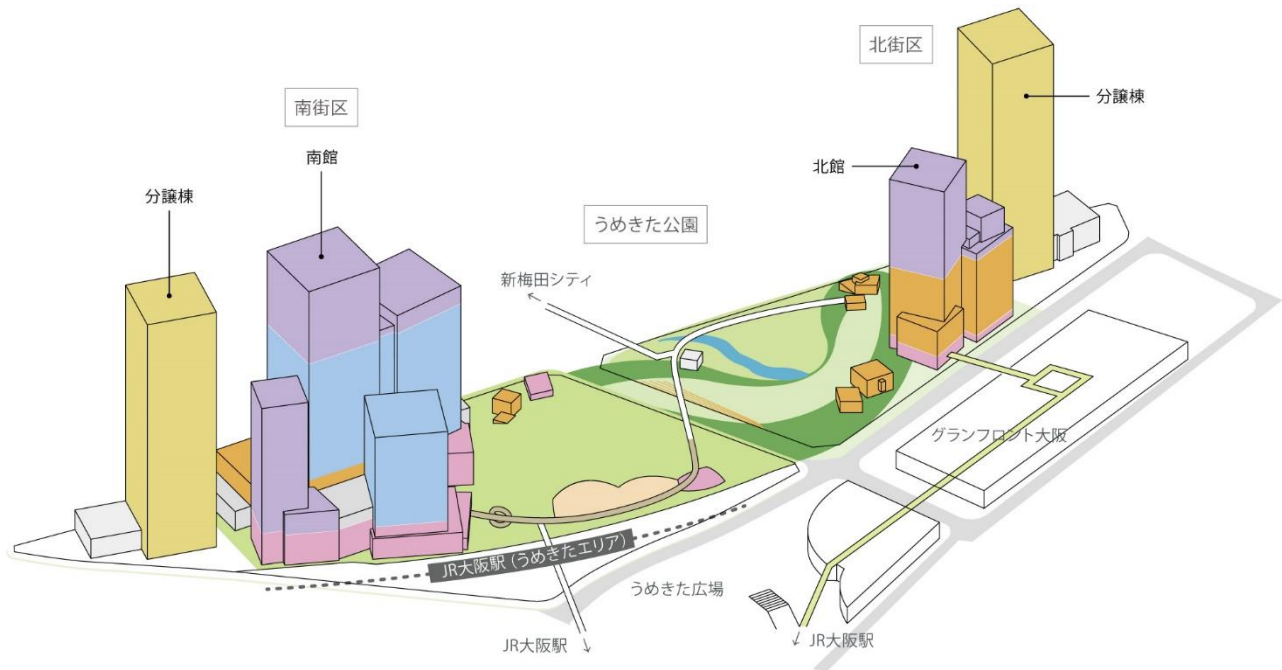 北街区
分譲棟
南街区
南館
北館
分譲棟
うめきた公園
新梅田シティ
グランフロント大阪
JR大阪駅（うめきたエリア）
うめきた広場
JR大阪駅
JR大阪駅